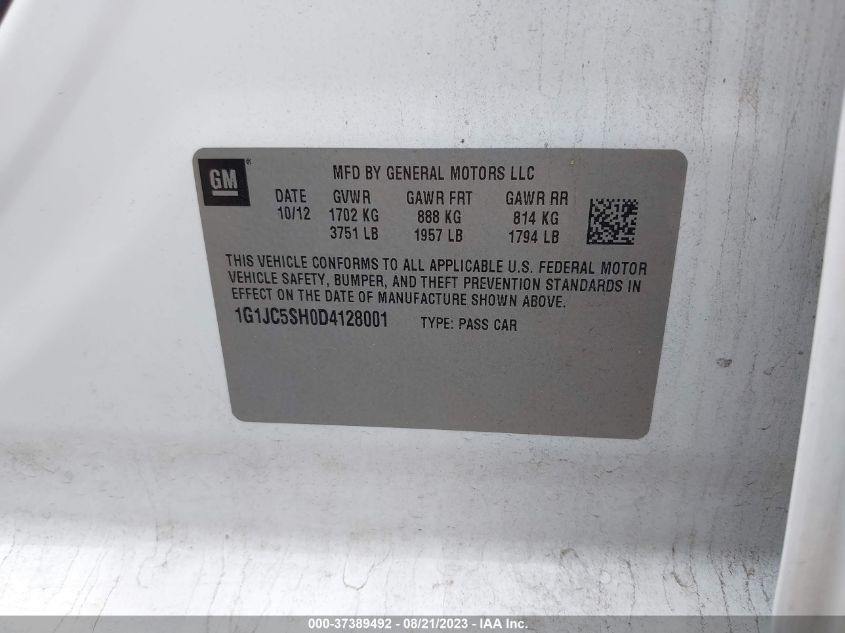 GM
MFD BY GENERAL MOTORS LLC
DATE GVWR GAWR FRT GAWR RR
10/12 1702 KG 888 KG 814 KG
3751 LB 1957 LB 1794 LB
THIS VEHICLE CONFORMS TO ALL APPLICABLE U.S. FEDERAL MOTOR
VEHICLE SAFETY, BUMPER, AND THEFT PREVENTION STANDARDS IN
EFFECT ON THE DATE OF MANUFACTURE SHOWN ABOVE.
1G1JC5SH0D4128001 TYPE: PASS CAR
000-37389492 - 08/21/2023 - IAA Inc.